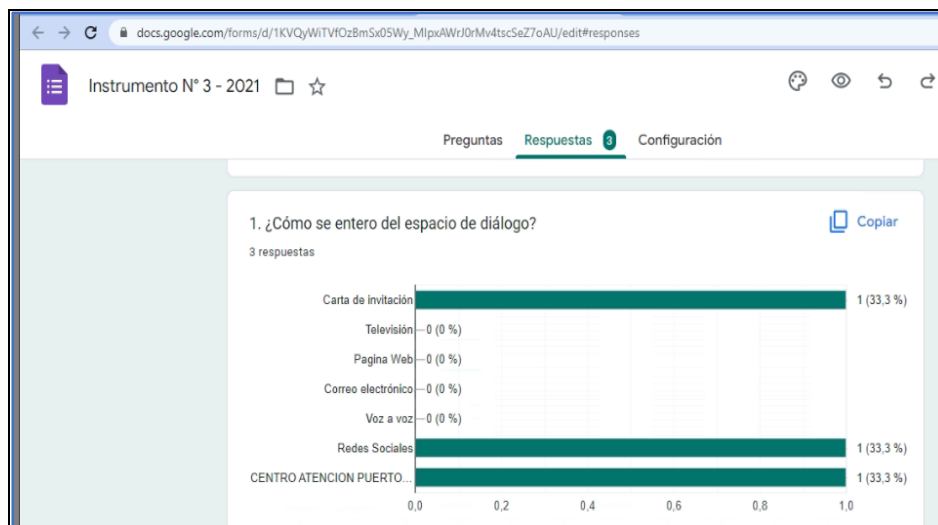 docs.google.com/forms/d/1KVQyWiTVfOzBmSx05Wy_MIpxAWrJ0rMv4tscSeZ7oAU/edit#responses
Instrumento N° 3 - 2021
Preguntas Respuestas 3 Configuración
1. ¿Cómo se entero del espacio de diálogo?
Copiar
3 respuestas
Carta de invitación 1 (33,3 %)
Televisión 0 (0 %)
Pagina Web 0 (0 %)
Correo electrónico 0 (0 %)
Voz a voz 0 (0 %)
Redes Sociales 1 (33,3 %)
CENTRO ATENCION PUERTO... 1 (33,3 %)
0,0 0,2 0,4 0,6 0,8 1,0